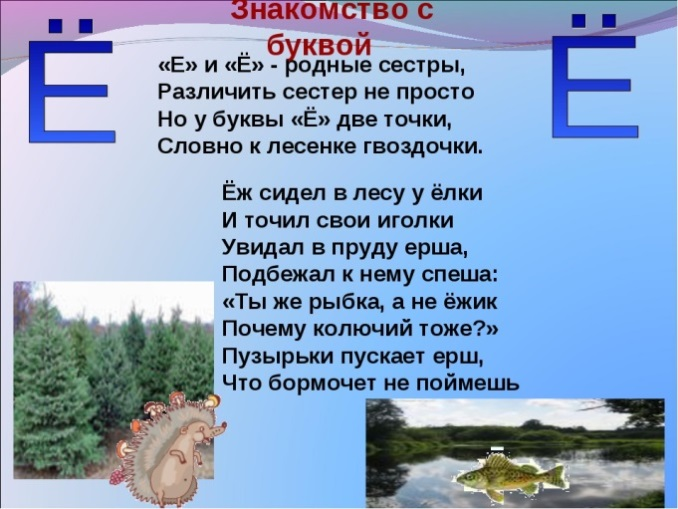 Знакомство с
буквой
Ё
Ё
«Е» и «Ё» - родные сестры,
Различить сестер не просто
Но у буквы «Ё» две точки,
Словно к лесенке гвоздочки.
Ёж сидел в лесу у ёлки
И точил свои иголки
Увидал в пруду ерша,
Подбежал к нему спеша:
«Ты же рыбка, а не ёжик
Почему колючий тоже?»
Пузырьки пускает ерш,
Что бормочет не поймешь